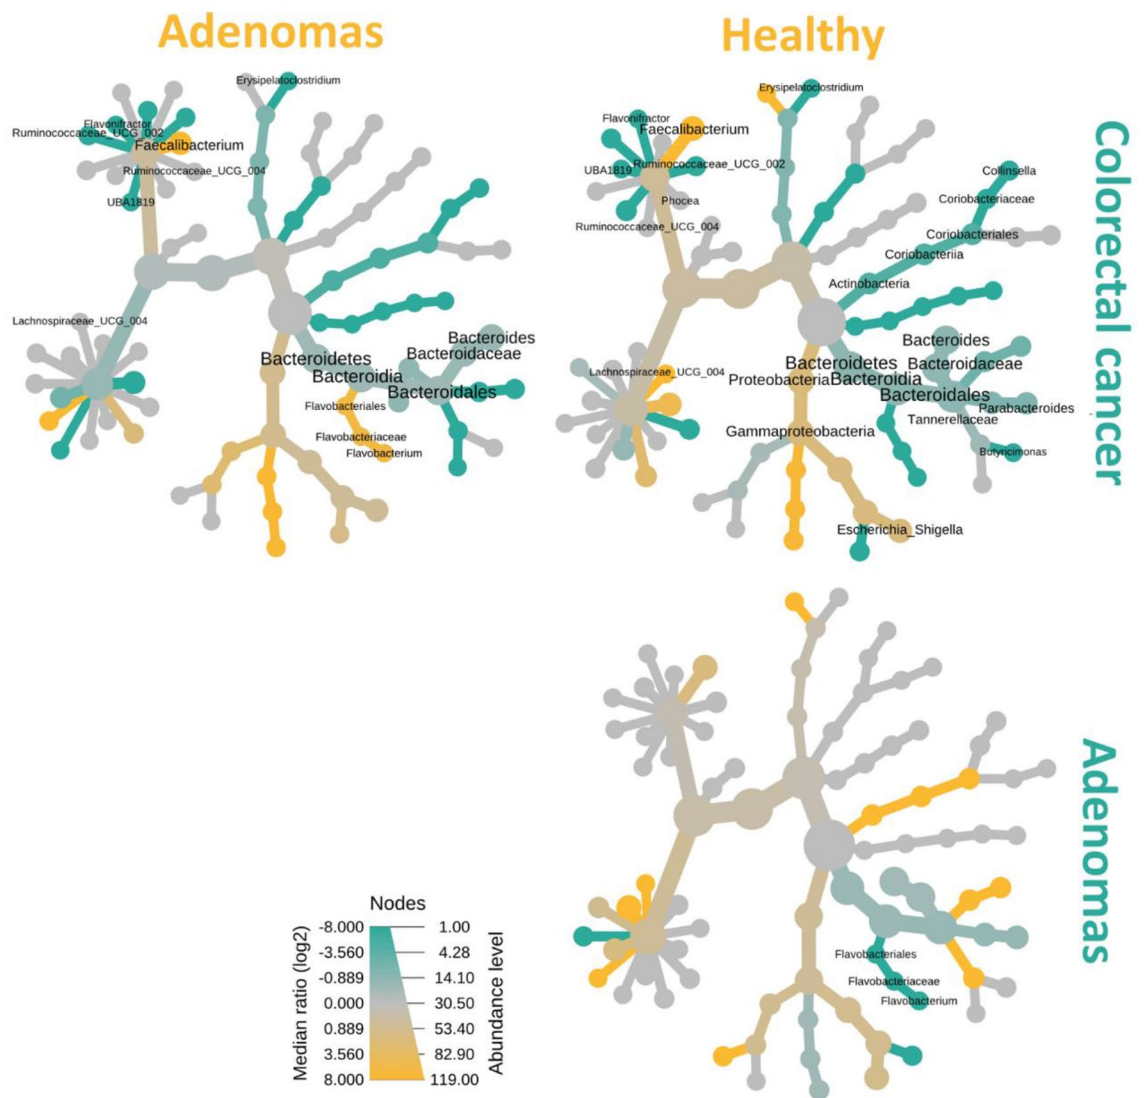 Adenomas
Healthy
Erysipelatoclostridium
Flavonifractor
Ruminococcaceae_UCG_002
Faecalibacterium
Ruminococcaceae_UCG_004
UBA1819
Lachnospiraceae_UCG_004
Bacteroides
Bacteroidetes
Bacteroidaceae
Bacteroidia
Bacteroidales
Flavobacteriales
Flavobacteriaceae
Flavobacterium
Erysipelatoclostridium
Flavonifractor
Faecalibacterium
Ruminococcaceae_UCG_002
UBA1819
Phocea
Ruminococcaceae_UCG_004
Collinsella
Coriobacteriaceae
Coriobacteriales
Coriobacteriia
Actinobacteria
Bacteroides
Bacteroidetes
Bacteroidaceae
Lachnospiraceae_UCG_004
Proteobacteria
Bacteroidia
Bacteroidales
Parabacteroides
Tannerellaceae
Gammaproteobacteria
Butyricimonas
Escherichia_Shigella
Colorectal cancer
Flavobacteriales
Flavobacteriaceae
Flavobacterium
Adenomas
Nodes
Median ratio (log2)
Abundance level
-8.000 1.00
-3.560 4.28
-0.889 14.10
0.000 30.50
0.889 53.40
3.560 82.90
8.000 119.00